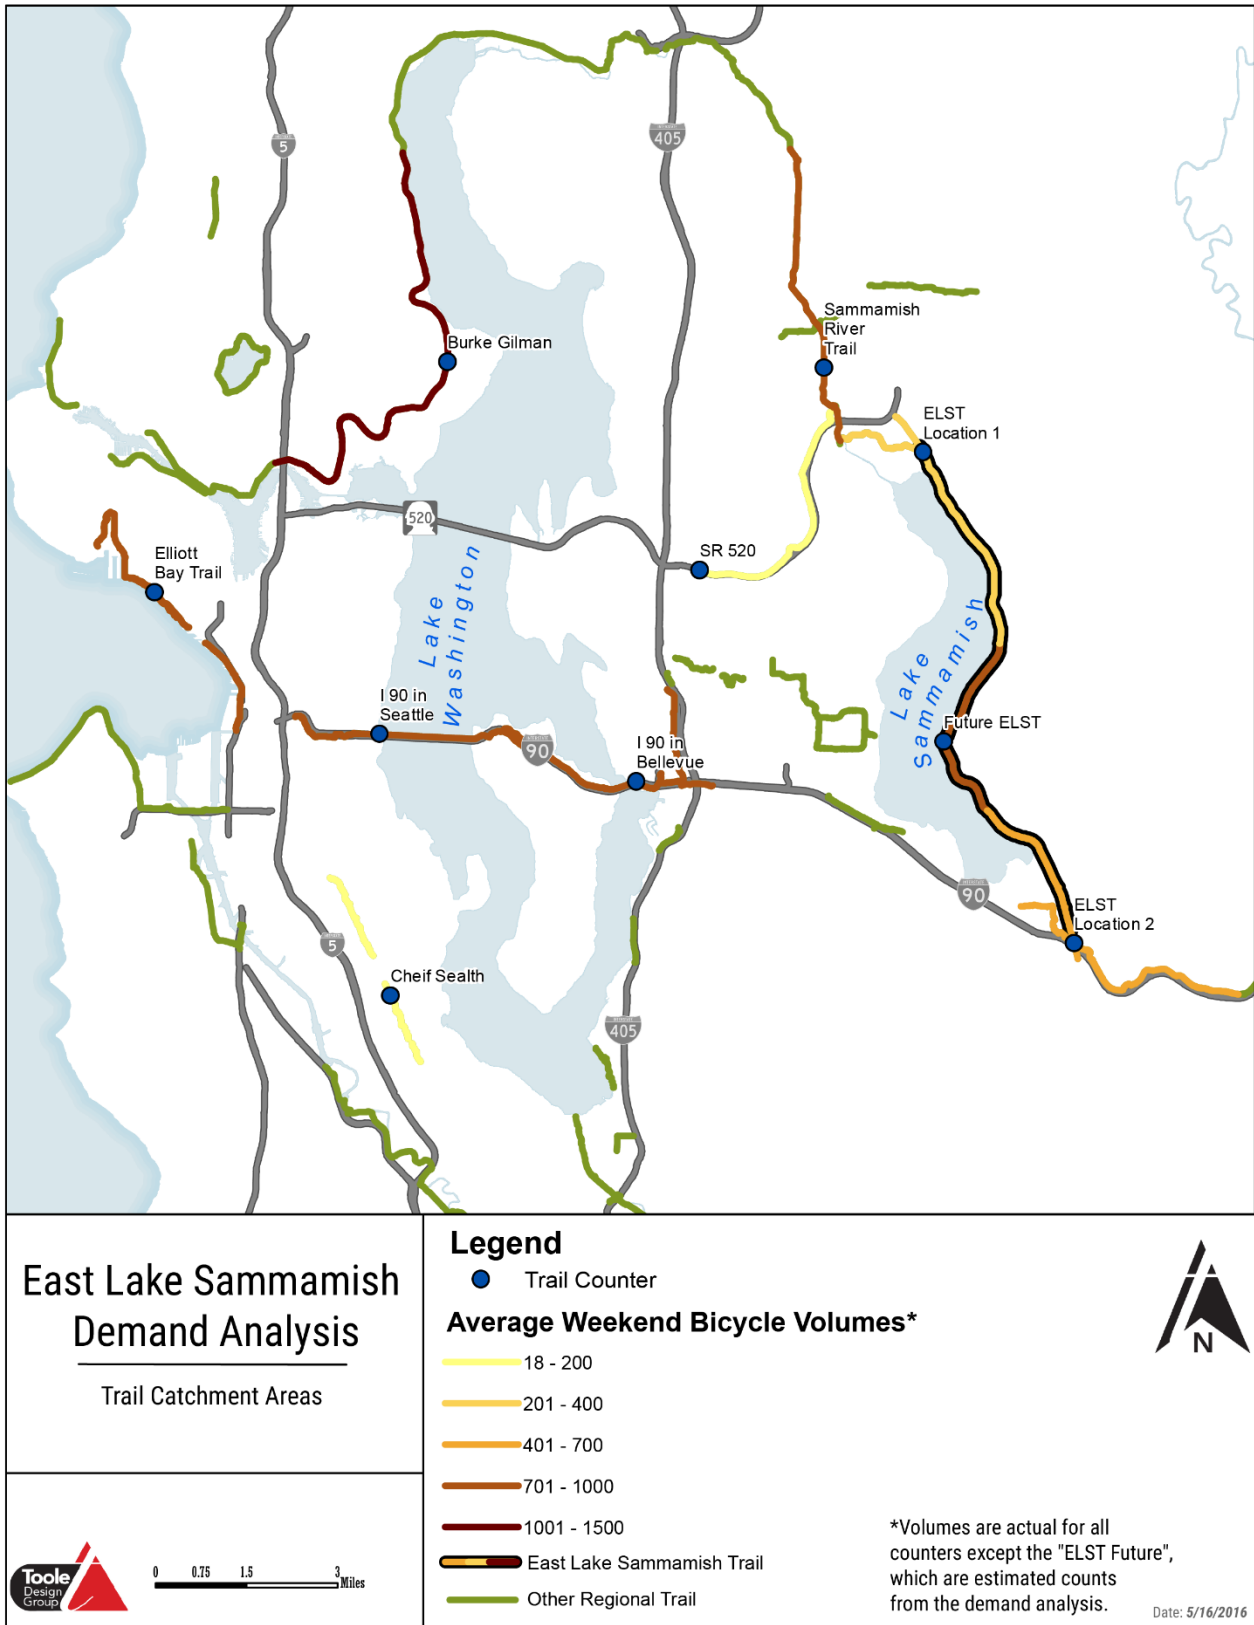 5
405
Sammamish
River
Trail
Burke Gilman
ELST
Location 1
520
SR 520
Elliott
Bay Trail
Lake
Washington
Lake
Sammamish
I 90 in
Seattle
Future ELST
90
I 90 in
Bellevue
90
ELST
Location 2
5
Cheif Sealth
405
East Lake Sammamish
Demand Analysis
Trail Catchment Areas
Legend
Trail Counter
Average Weekend Bicycle Volumes*
18 - 200
201 - 400
401 - 700
701 - 1000
1001 - 1500
East Lake Sammamish Trail
Other Regional Trail
N
*Volumes are actual for all
counters except the "ELST Future",
which are estimated counts
from the demand analysis.
Date: 5/16/2016
Toole
Design
Group
0 0.75 1.5 3
Miles